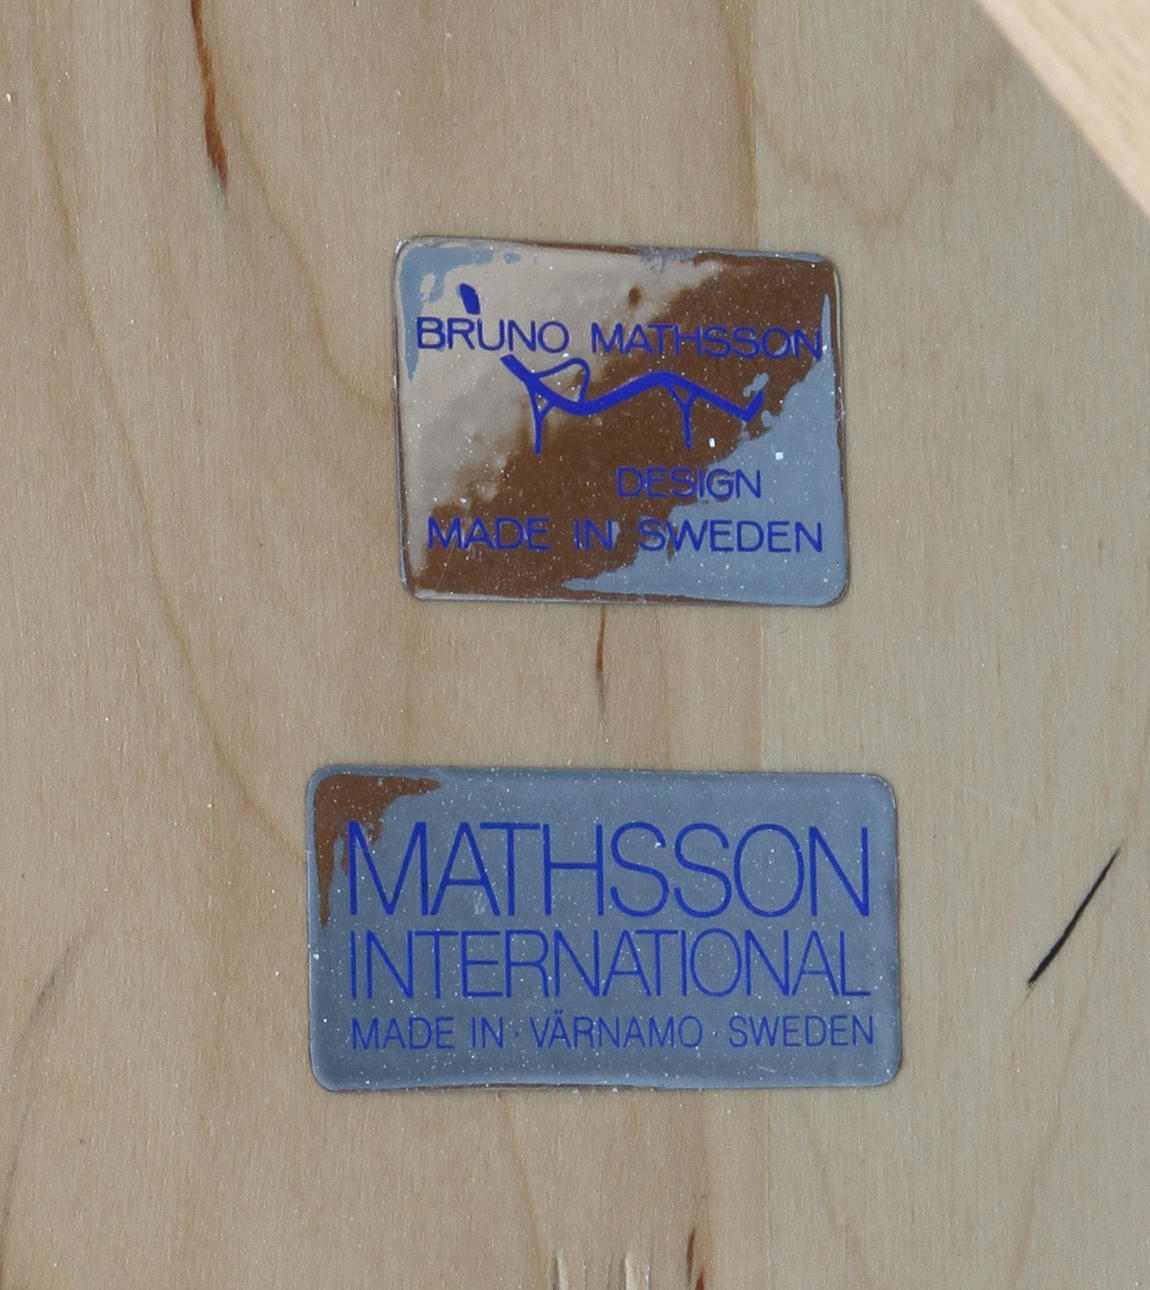 BRUNO MATHSSON
DESIGN
MADE IN SWEDEN
MATHSSON
INTERNATIONAL
MADE IN · VÄRNAMO · SWEDEN